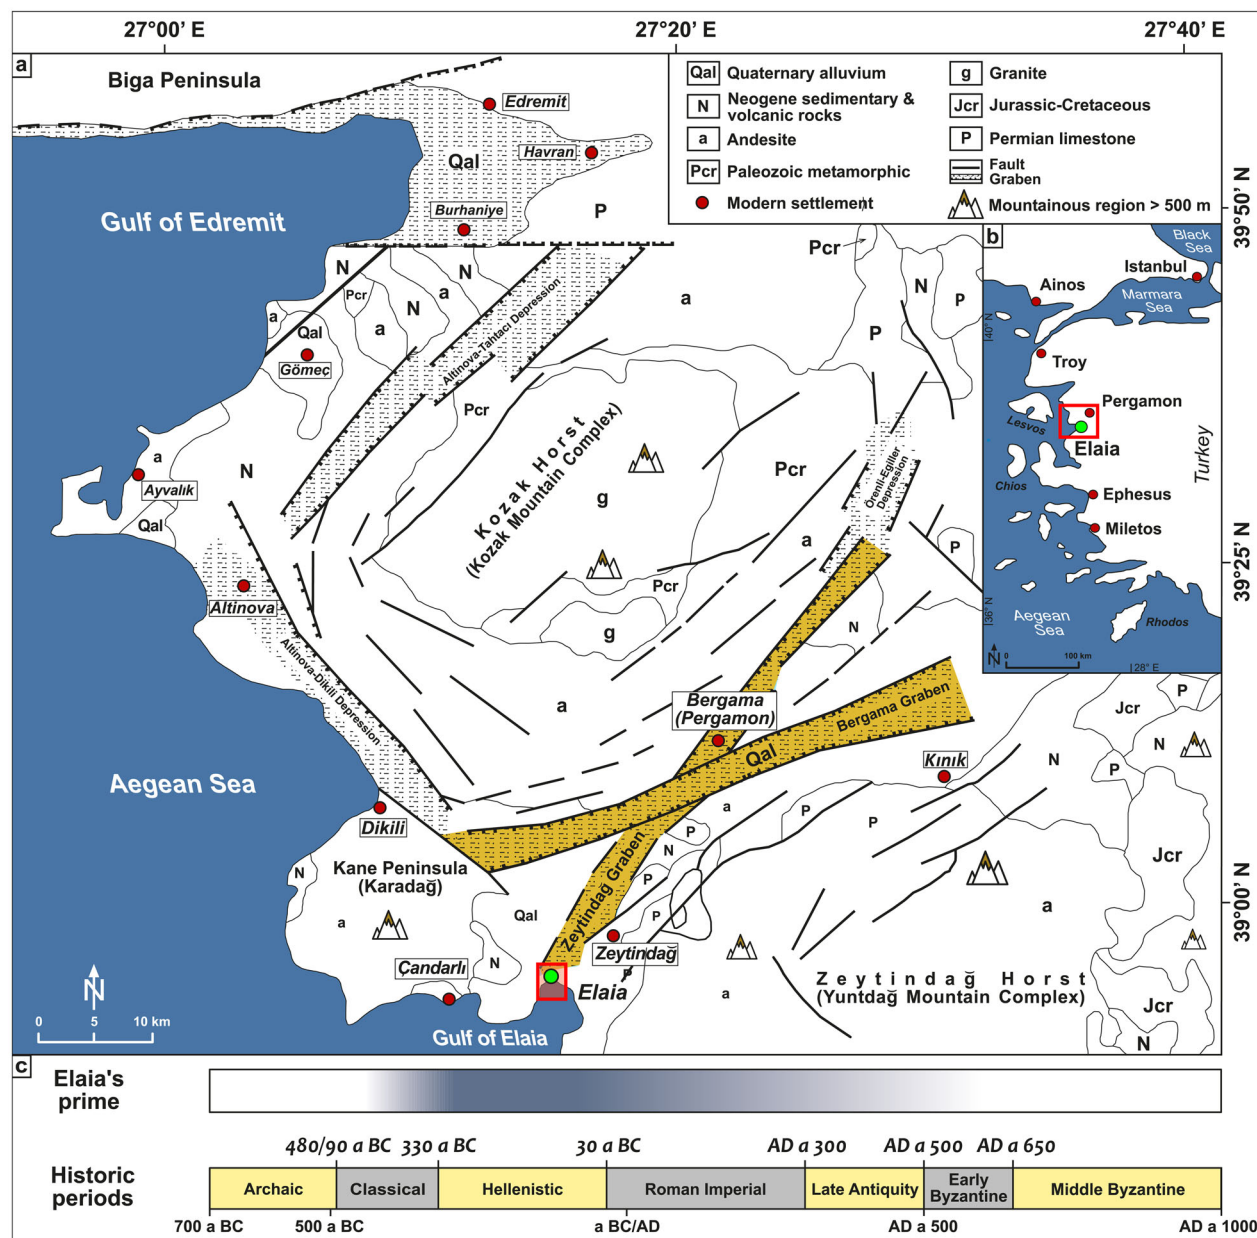 27°00’ E
27°20’ E
27°40’ E
a
Biga Peninsula
Edremit
Havran
Qal
Burhaniye
P
Gulf of Edremit
Qal
Quaternary alluvium
N
Neogene sedimentary &
volcanic rocks
a
Andesite
Pcr
Paleozoic metamorphic
Modern settlement
g
Granite
Jcr
Jurassic-Cretaceous
P
Permian limestone
Fault
Graben
Mountainous region > 500 m
39°50’ N
39°25’ N
39°00’ N
b
Black
Sea
Istanbul
Ainos
Marmara
Sea
40° N
Troy
Pergamon
Lesvos
Elaia
Turkey
Chios
Ephesus
Miletos
36° N
Aegean
Sea
Rhodos
N
0
100 km
28° E
N
N
Pcr
a
N
a
a
Qal
Gömeç
Altinova-Tahtacı Depression
a
Pcr
N
P
P
Pcr
Kozak Horst
(Kozak Mountain Complex)
g
Pcr
Örenli-Eğiller
Depression
a
P
a
Ayvalık
N
Qal
Altinova
Altinova-Dikili Depression
Pcr
g
N
a
Bergama
(Pergamon)
Bergama Graben
Qal
Kınık
N
Jcr
P
N
P
Aegean Sea
Dikili
Kane Peninsula
(Karadağ)
N
a
Qal
N
Çandarlı
Zeytindağ Graben
a
P
N
P
P
P
P
Zeytindağ
P
Elaia
a
Jcr
a
Zeytindağ Horst
(Yuntdağ Mountain Complex)
Jcr
N
N
0
5
10 km
Gulf of Elaia
c
Elaia's
prime
480/90 a BC
330 a BC
30 a BC
AD a 300
AD a 500
AD a 650
Historic
periods
Archaic
Classical
Hellenistic
Roman Imperial
Late Antiquity
Early
Byzantine
Middle Byzantine
700 a BC
500 a BC
a BC/AD
AD a 500
AD a 1000